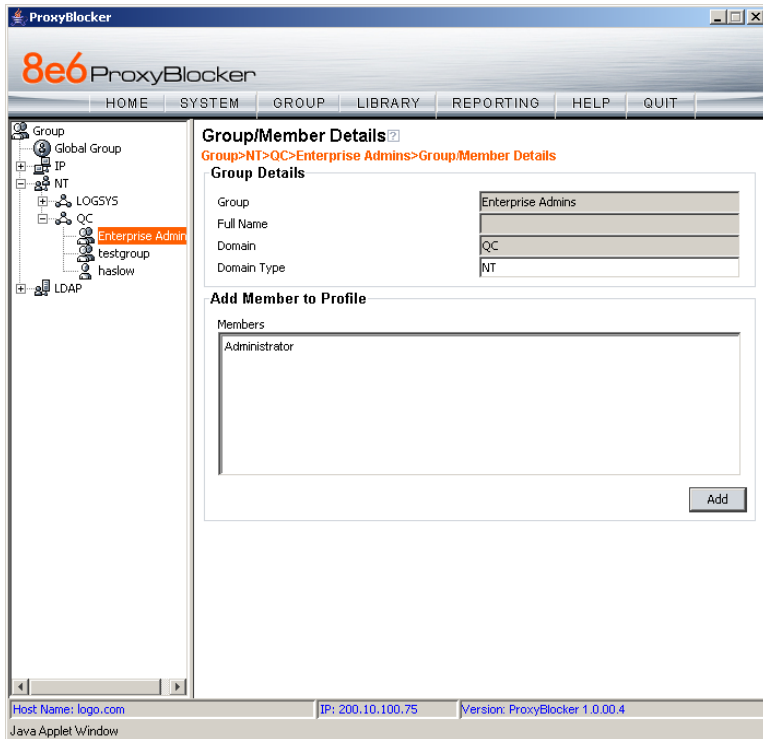 ProxyBlocker
8e6 ProxyBlocker
HOME SYSTEM GROUP LIBRARY REPORTING HELP QUIT
Group
Global Group
IP
NT
LOGSYS
QC
Enterprise Admin
testgroup
haslow
LDAP
Group/Member Details ?
Group>NT>QC>Enterprise Admins>Group/Member Details
Group Details
Group Enterprise Admins
Full Name
Domain QC
Domain Type NT
Add Member to Profile
Members
Administrator
Add
Host Name: logo.com IP: 200.10.100.75 Version: ProxyBlocker 1.0.00.4
Java Applet Window